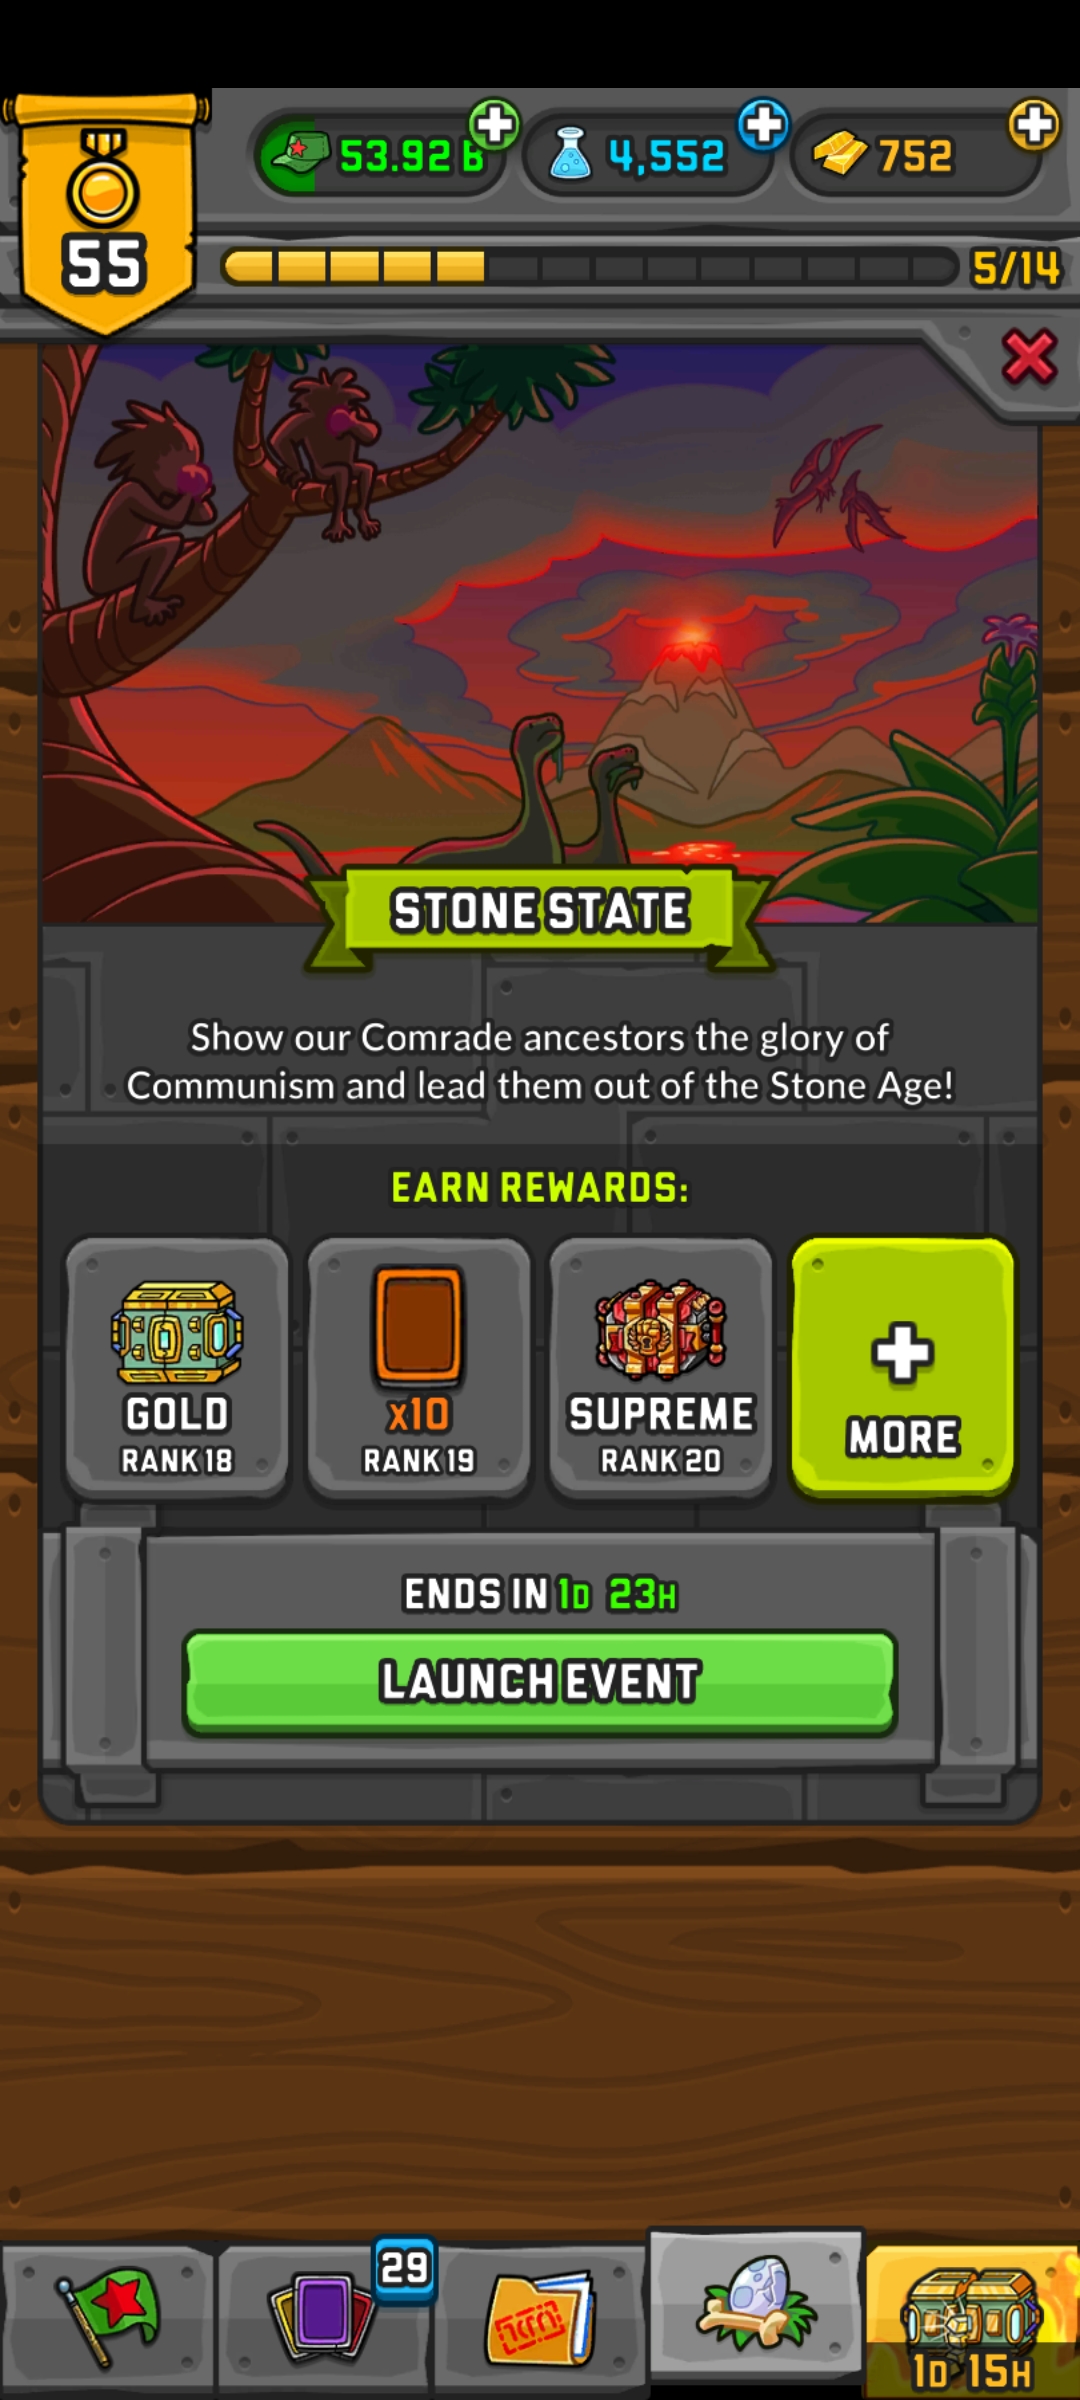 53.92 B
4,552
752
55
5/14
STONE STATE
Show our Comrade ancestors the glory of
Communism and lead them out of the Stone Age!
EARN REWARDS:
GOLD
RANK 18
x10
RANK 19
SUPREME
RANK 20
MORE
ENDS IN 1D 23H
LAUNCH EVENT
29
1D 15H